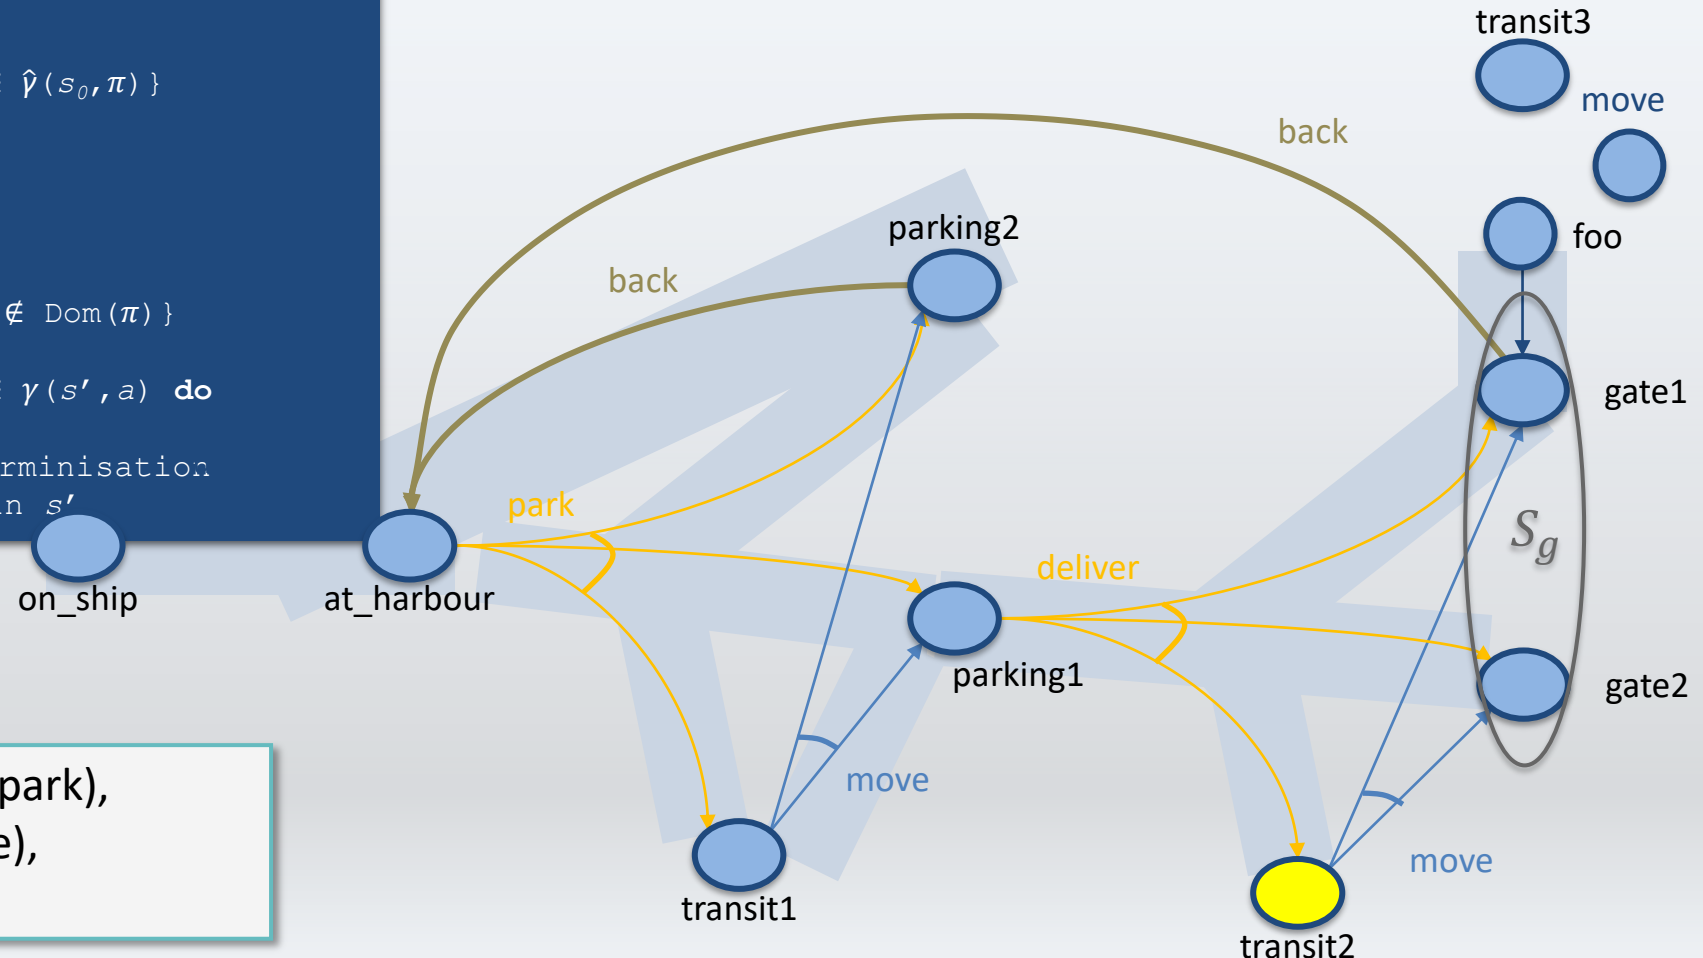 γ̂(s₀,π)}
∉ Dom(π)}
γ(s′,a) do
rminisation
n s′
on_ship
at_harbour
park
back
parking2
back
transit3
move
foo
gate1
S_g
gate2
deliver
parking1
move
transit1
move
transit2
park),
e),